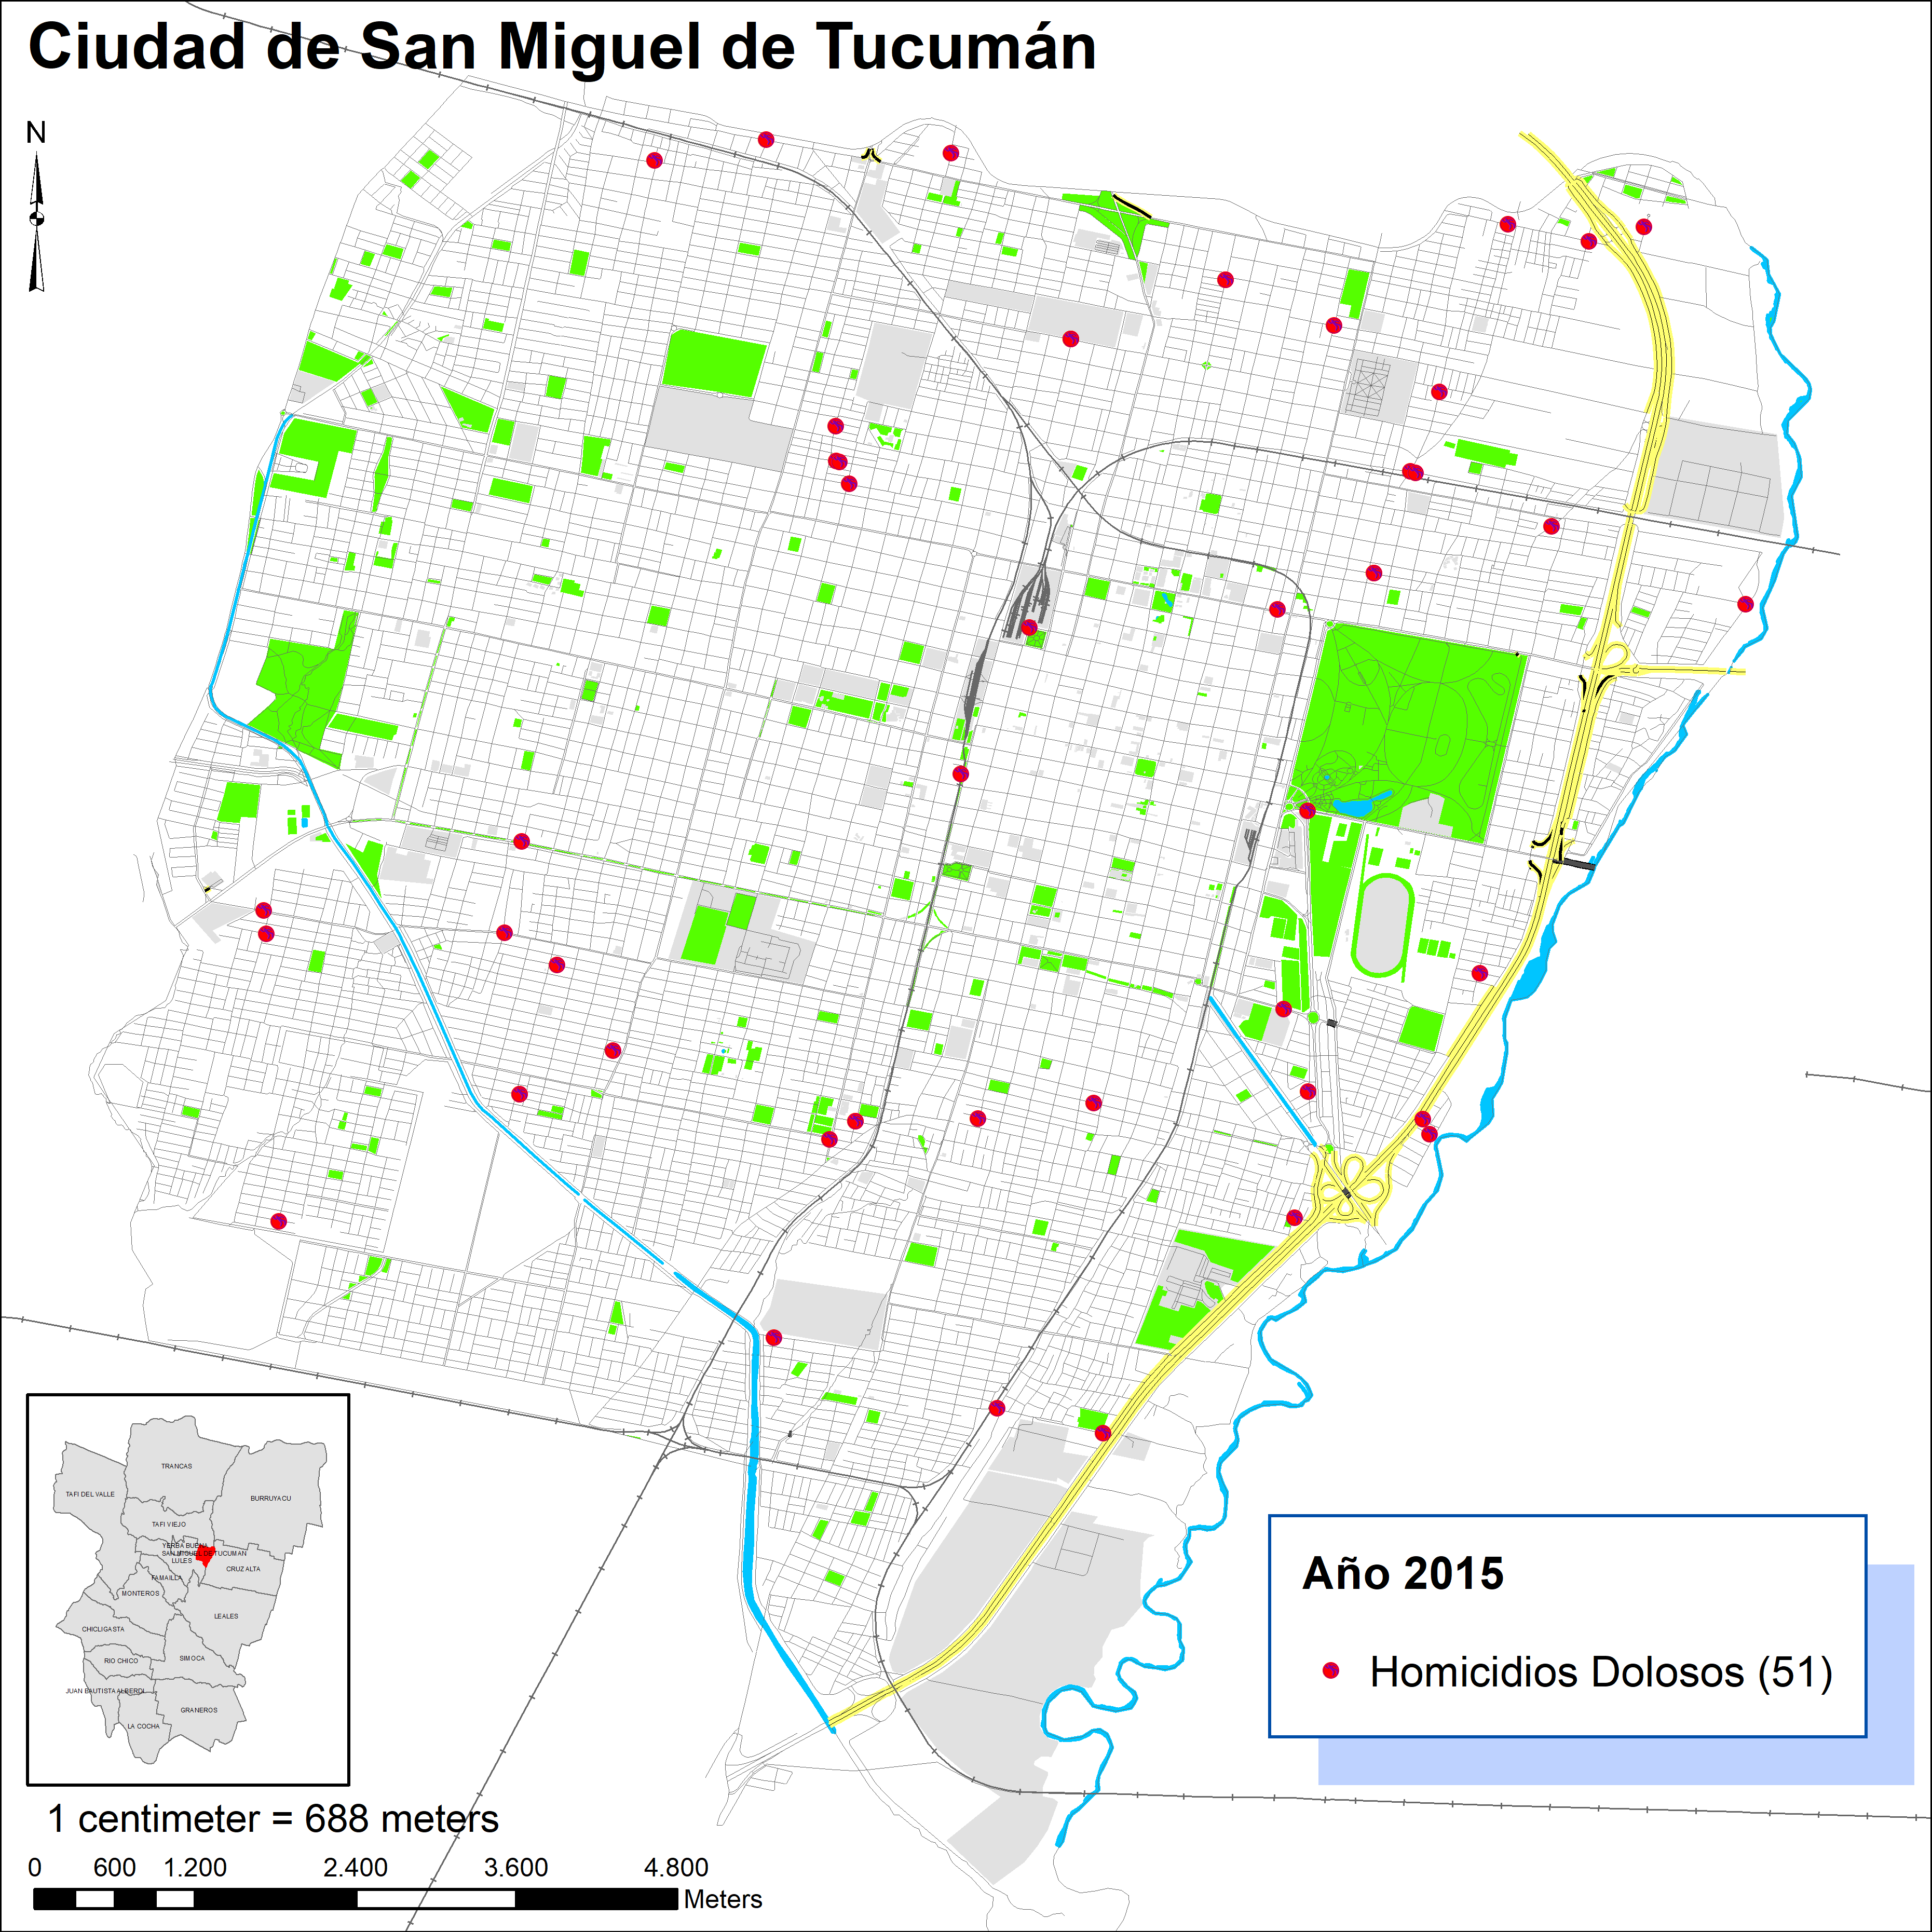 Ciudad de San Miguel de Tucumán
N
TRANCAS
TAFI DEL VALLE
BURRUYACU
TAFI VIEJO
YERBA BUENA
SAN MIGUEL DE TUCUMAN
LULES
CRUZ ALTA
FAMAILLA
MONTEROS
LEALES
CHICLIGASTA
RIO CHICO
SIMOCA
JUAN BAUTISTA ALBERDI
GRANEROS
LA COCHA
Año 2015
Homicidios Dolosos (51)
1 centimeter = 688 meters
0 600 1.200 2.400 3.600 4.800
Meters